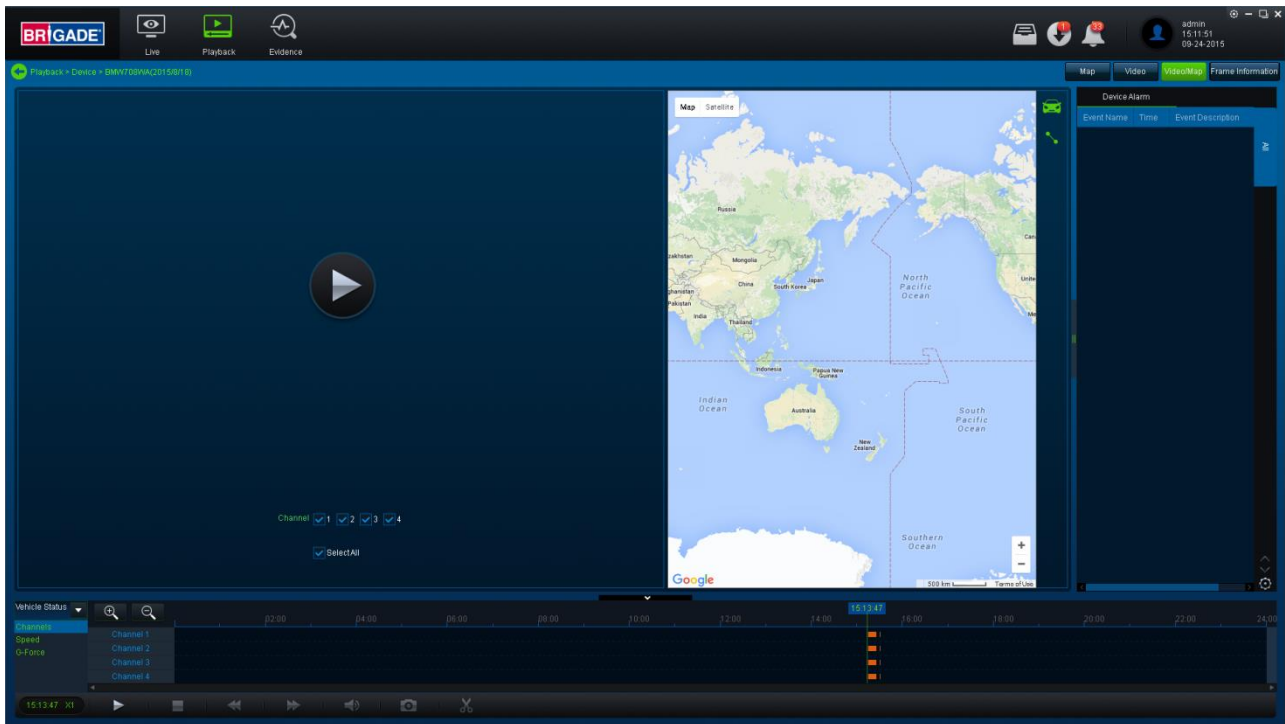 BRIGADE
Live
Playback
Evidence
1
33
admin
15:11:51
09-24-2015
Playback > Device > BMW708WA(2015/8/18)
Map
Video
Video/Map
Frame Information
Map
Satellite
Device Alarm
Event Name
Time
Event Description
All
Russia
Mongolia
China
Japan
South Korea
Pakistan
India
Thailand
Indonesia
Papua New
Guinea
North
Pacific
Ocean
Indian
Ocean
Australia
South
Pacific
Ocean
New
Zealand
Southern
Ocean
Google
500 km
Terms of Use
Channel 1 2 3 4
SelectAll
Vehicle Status
Channels
Speed
G-Force
02:00 04:00 06:00 08:00 10:00 12:00 14:00 15:13:47 16:00 18:00 20:00 22:00 24:00
Channel 1
Channel 2
Channel 3
Channel 4
15:13:47 X1